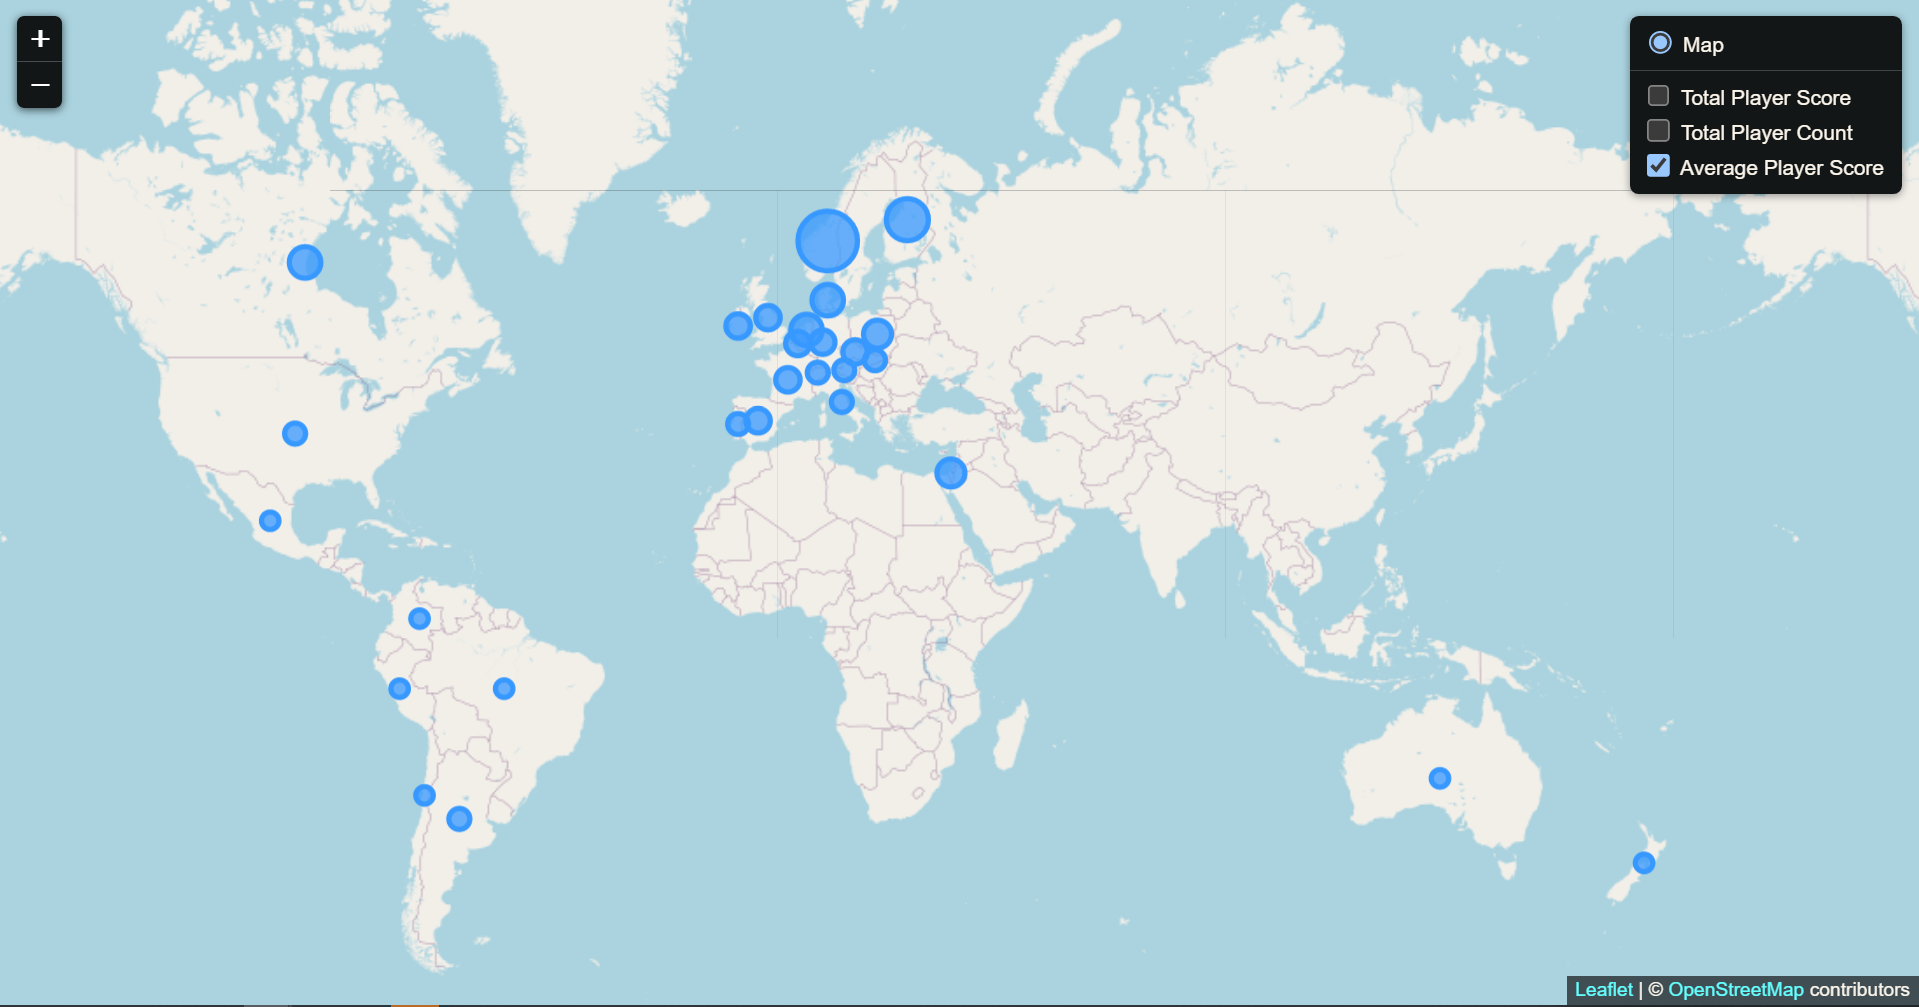 +
Map
−
Total Player Score
Total Player Count
Average Player Score
Leaflet | © OpenStreetMap contributors